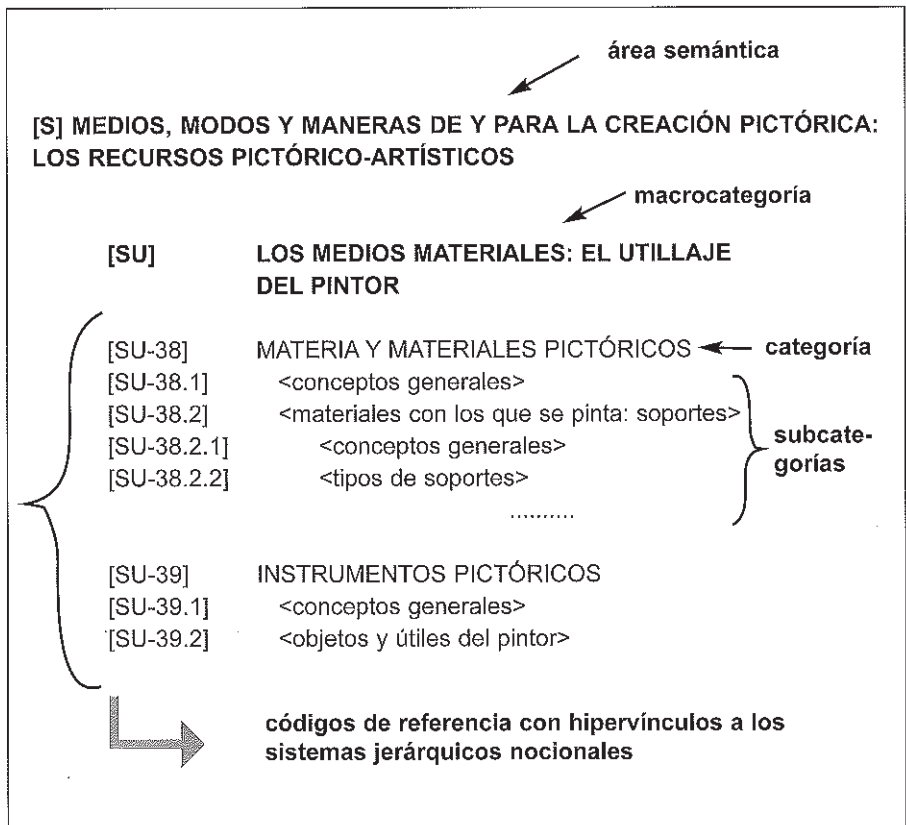 área semántica
[S] MEDIOS, MODOS Y MANERAS DE Y PARA LA CREACIÓN PICTÓRICA:
LOS RECURSOS PICTÓRICO-ARTÍSTICOS
macrocategoría
[SU] LOS MEDIOS MATERIALES: EL UTILLAJE
DEL PINTOR
[SU-38] MATERIA Y MATERIALES PICTÓRICOS categoría
[SU-38.1] <conceptos generales>
[SU-38.2] <materiales con los que se pinta: soportes>
[SU-38.2.1] <conceptos generales>
[SU-38.2.2] <tipos de soportes>
..........
subcate-
gorías
[SU-39] INSTRUMENTOS PICTÓRICOS
[SU-39.1] <conceptos generales>
[SU-39.2] <objetos y útiles del pintor>
códigos de referencia con hipervínculos a los
sistemas jerárquicos nocionales